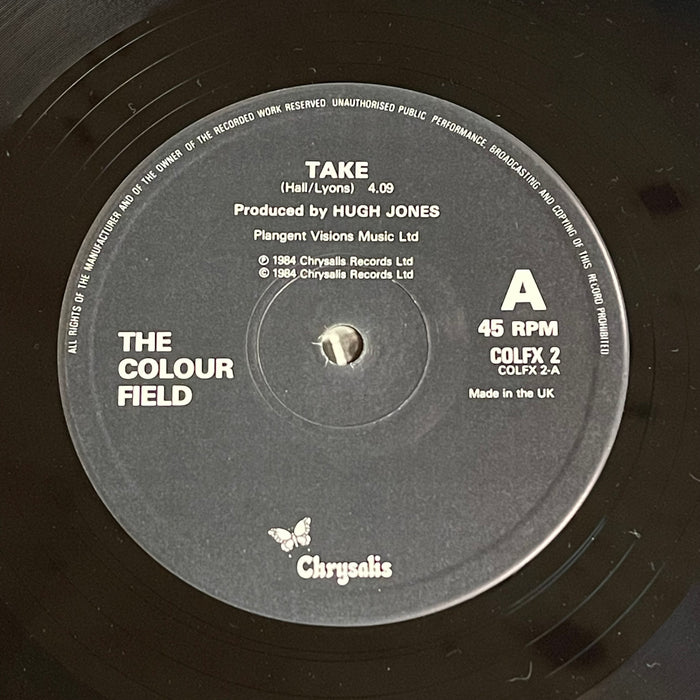 ALL RIGHTS OF THE MANUFACTURER AND OF THE OWNER OF THE RECORDED WORK RESERVED UNAUTHORISED PUBLIC PERFORMANCE BROADCASTING AND COPYING OF THIS RECORD PROHIBITED
TAKE
(Hall/Lyons) 4.09
Produced by HUGH JONES
Plangent Visions Music Ltd
℗ 1984 Chrysalis Records Ltd
© 1984 Chrysalis Records Ltd
A
45 RPM
COLFX 2
COLFX 2-A
Made in the UK
THE
COLOUR
FIELD
Chrysalis